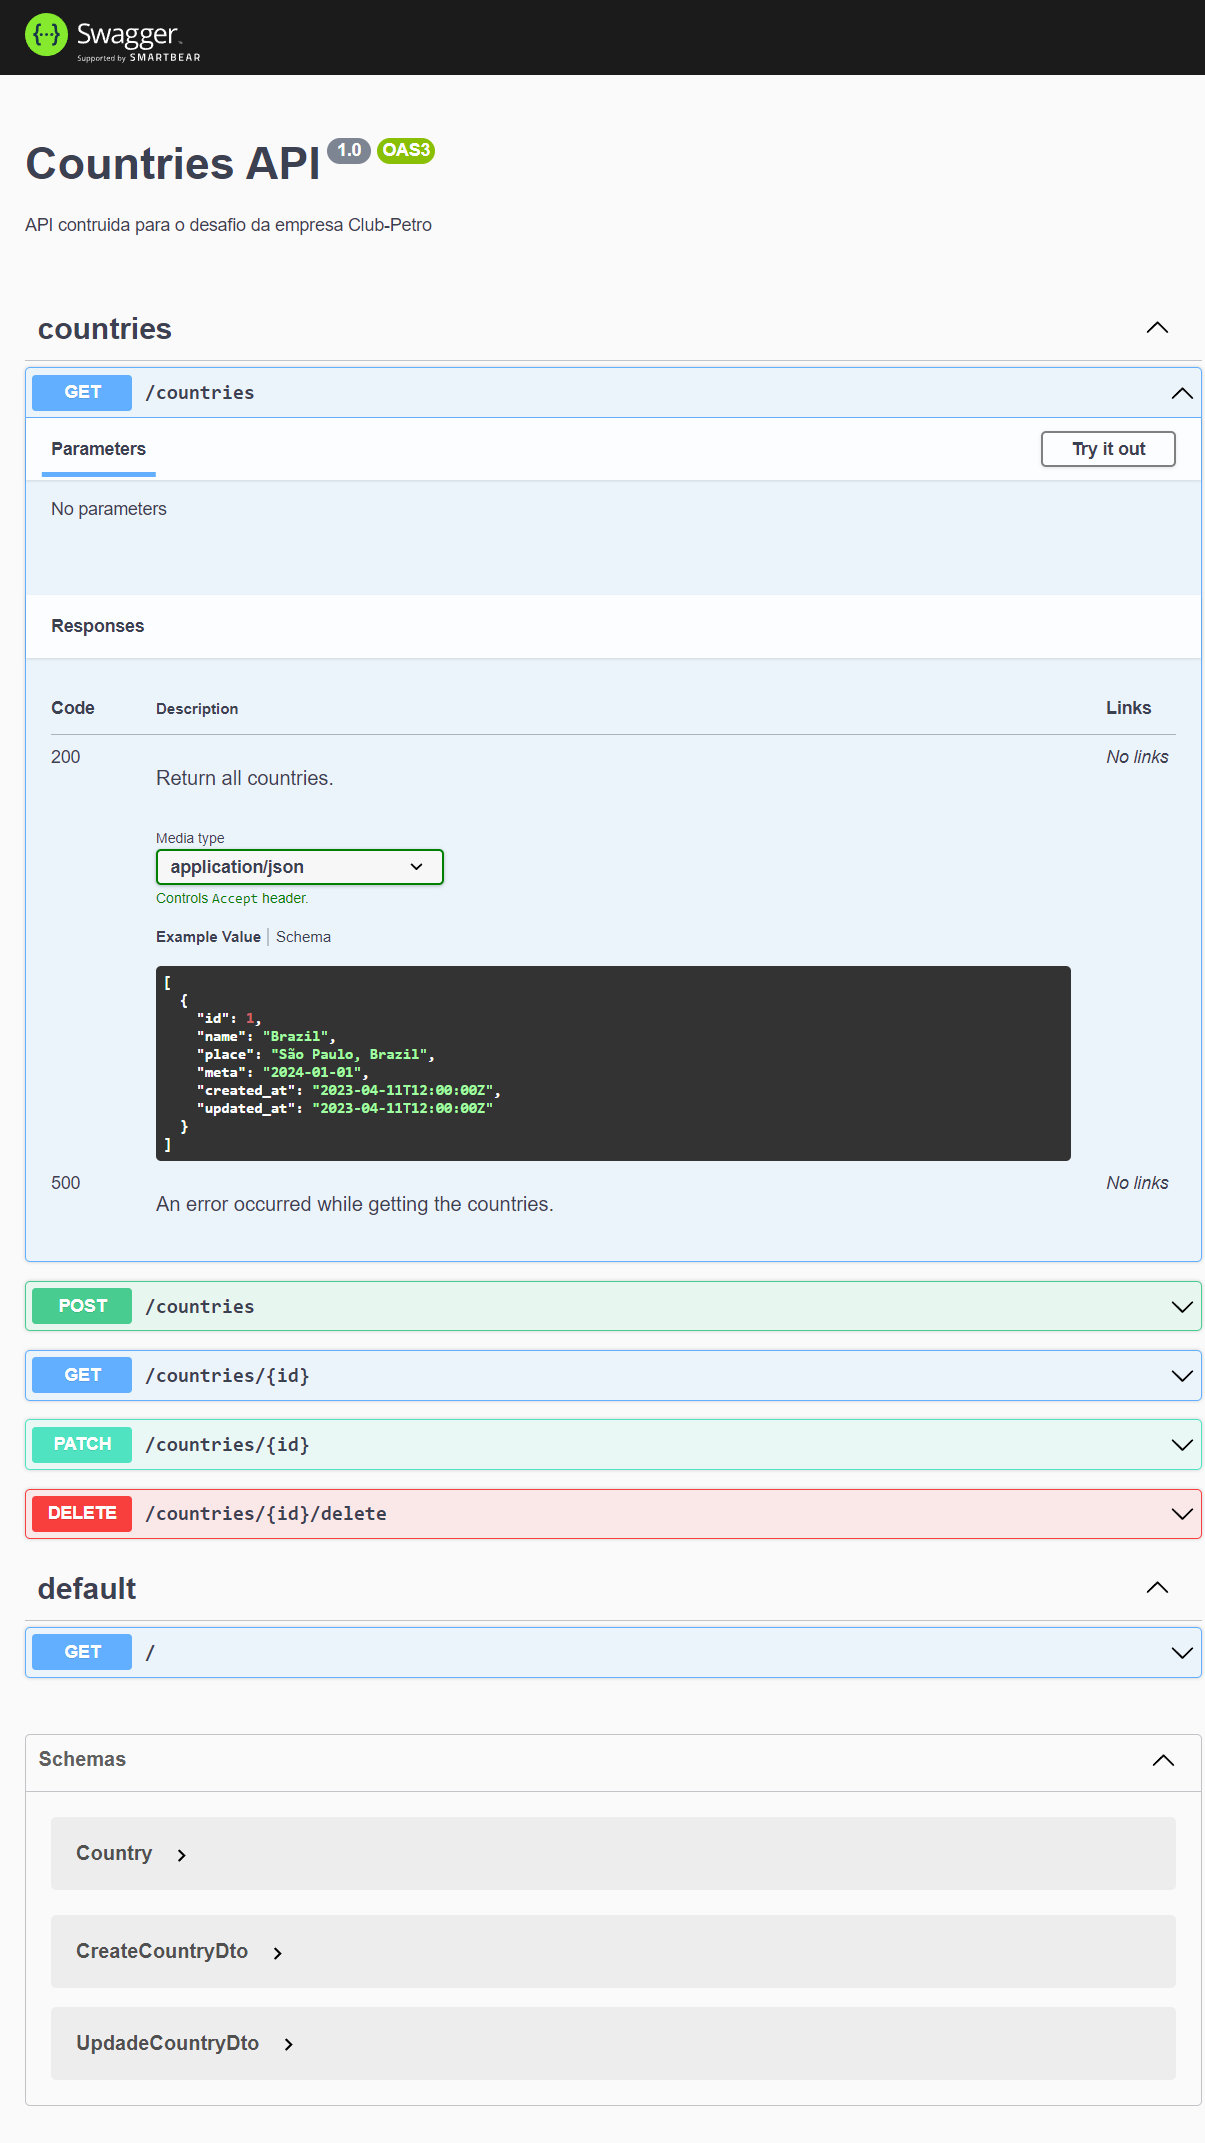 Swagger
Supported by SMARTBEAR
Countries API 1.0 OAS3
API contruida para o desafio da empresa Club-Petro
countries
GET /countries
Parameters Try it out
No parameters
Responses
Code Description Links
200 No links
Return all countries.
Media type
application/json
Controls Accept header.
Example Value | Schema
[
{
"id": 1,
"name": "Brazil",
"place": "São Paulo, Brazil",
"meta": "2024-01-01",
"created_at": "2023-04-11T12:00:00Z",
"updated_at": "2023-04-11T12:00:00Z"
}
]
500 No links
An error occurred while getting the countries.
POST /countries
GET /countries/{id}
PATCH /countries/{id}
DELETE /countries/{id}/delete
default
GET /
Schemas
Country
CreateCountryDto
UpdadeCountryDto